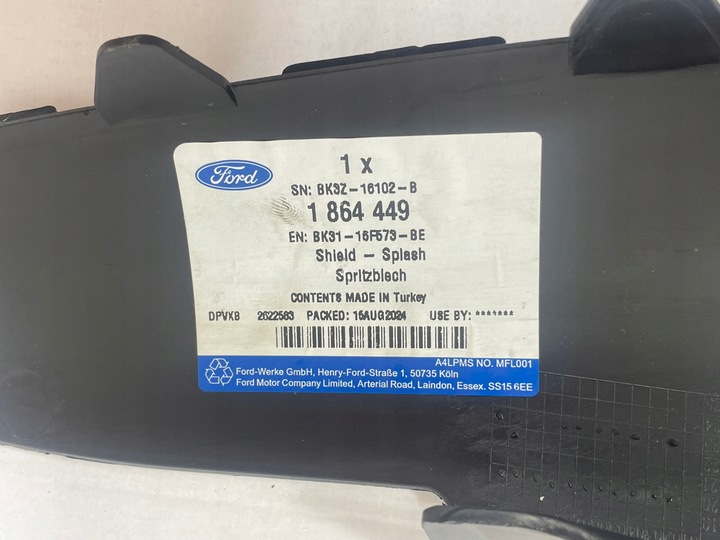 Ford
1 x
SN: BK3Z-16102-B
1 864 449
EN: BK31-16F573-BE
Shield - Splash
Spritzblech
CONTENTS MADE IN Turkey
DPVKB 2622563 PACKED: 15AUG2024 USE BY: *******
A4LPMS NO. MFL001
Ford-Werke GmbH, Henry-Ford-Straße 1, 50735 Köln
Ford Motor Company Limited, Arterial Road, Laindon, Essex. SS15 6EE